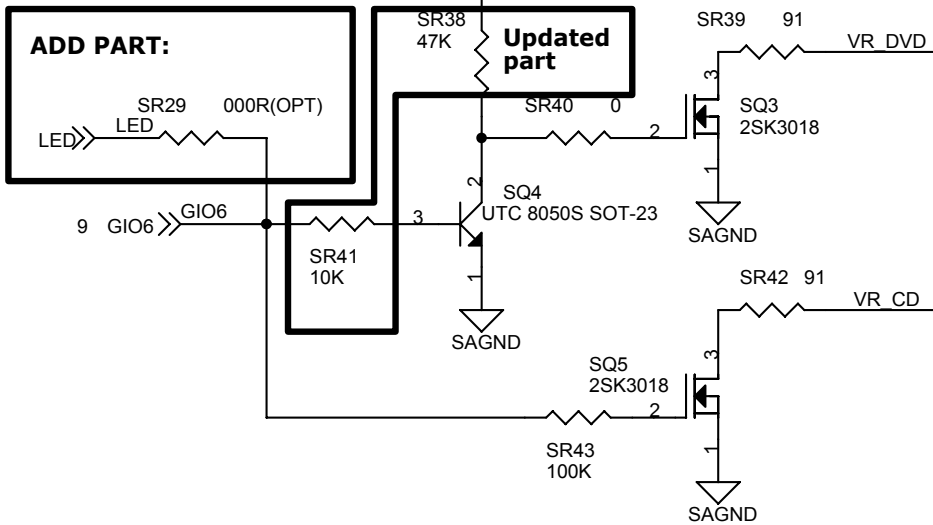 ADD PART:
SR29 000R(OPT)
LED LED
SR38
47K
Updated
part
SR39 91
VR_DVD
3
SQ3
2SK3018
SR40 0
2
1
SAGND
9 GIO6 GIO6
SR41
10K
3
2
SQ4
UTC 8050S SOT-23
1
SAGND
SR42 91
VR_CD
3
SQ5
2SK3018
2
SR43
100K
1
SAGND